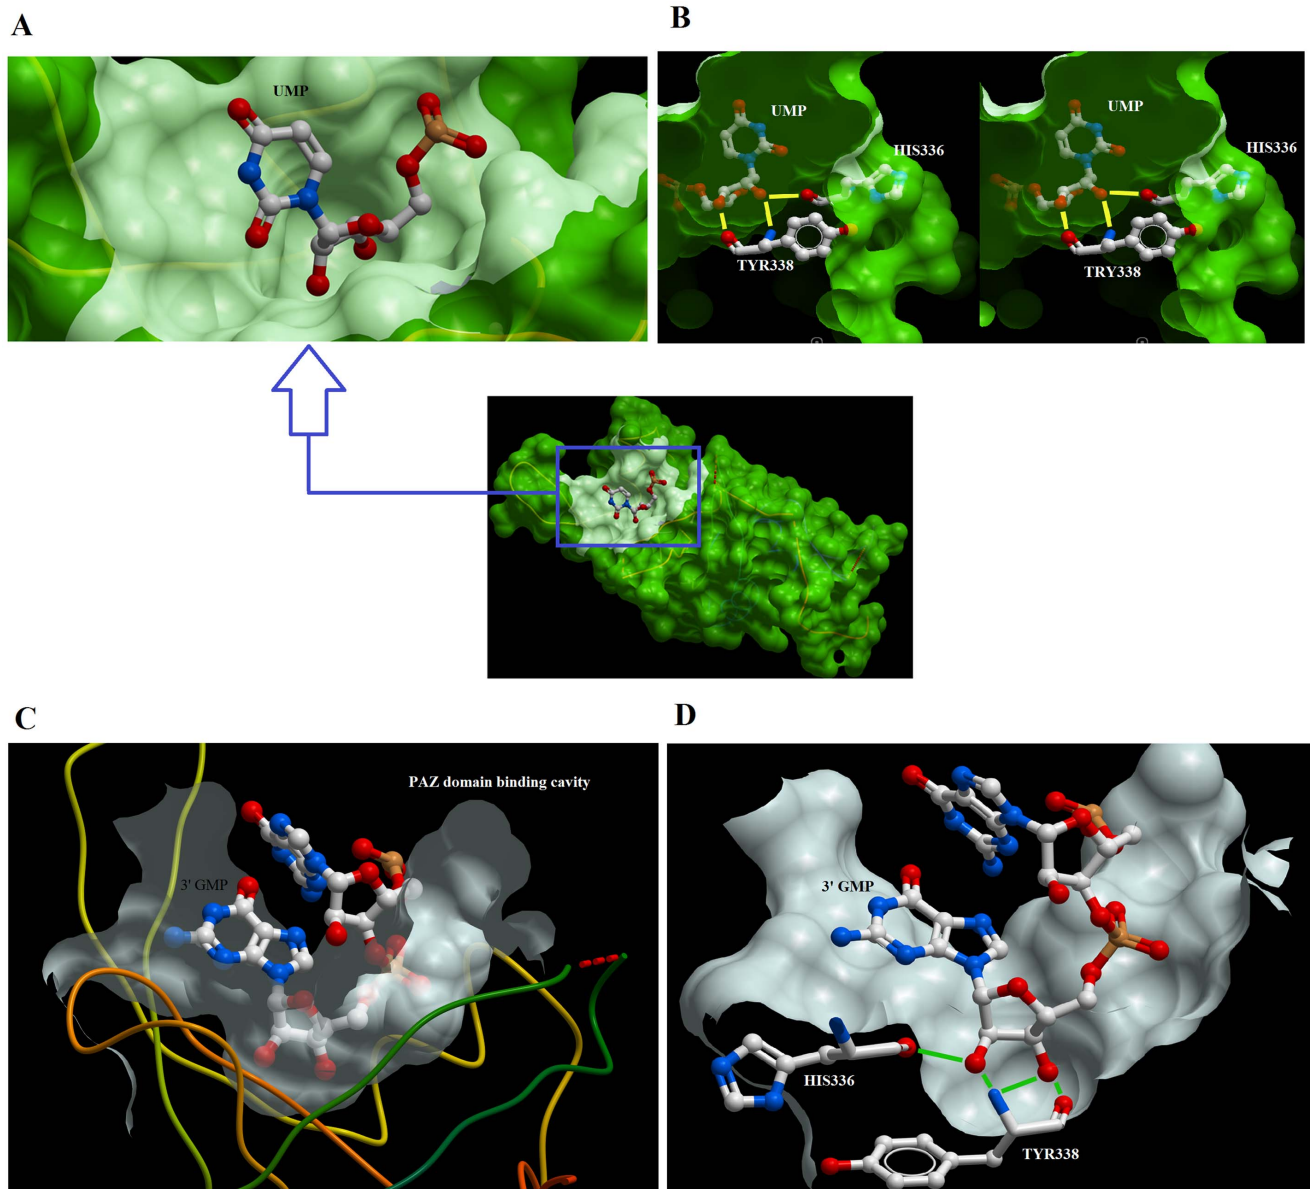 A
B
UMP
UMP
HIS336
TYR338
UMP
HIS336
TRY338
C
D
PAZ domain binding cavity
3' GMP
3' GMP
HIS336
TYR338